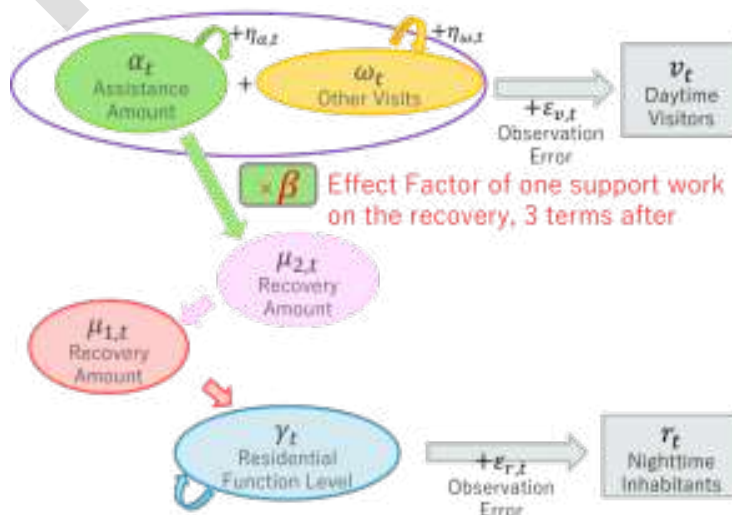 α_t
Assistance
Amount
+η_{α,t}
+
ω_t
Other Visits
+η_{ω,t}
+ε_{v,t}
Observation
Error
v_t
Daytime
Visitors
×β
Effect Factor of one support work
on the recovery, 3 terms after
μ_{2,t}
Recovery
Amount
μ_{1,t}
Recovery
Amount
γ_t
Residential
Function Level
+ε_{r,t}
Observation
Error
r_t
Nighttime
Inhabitants